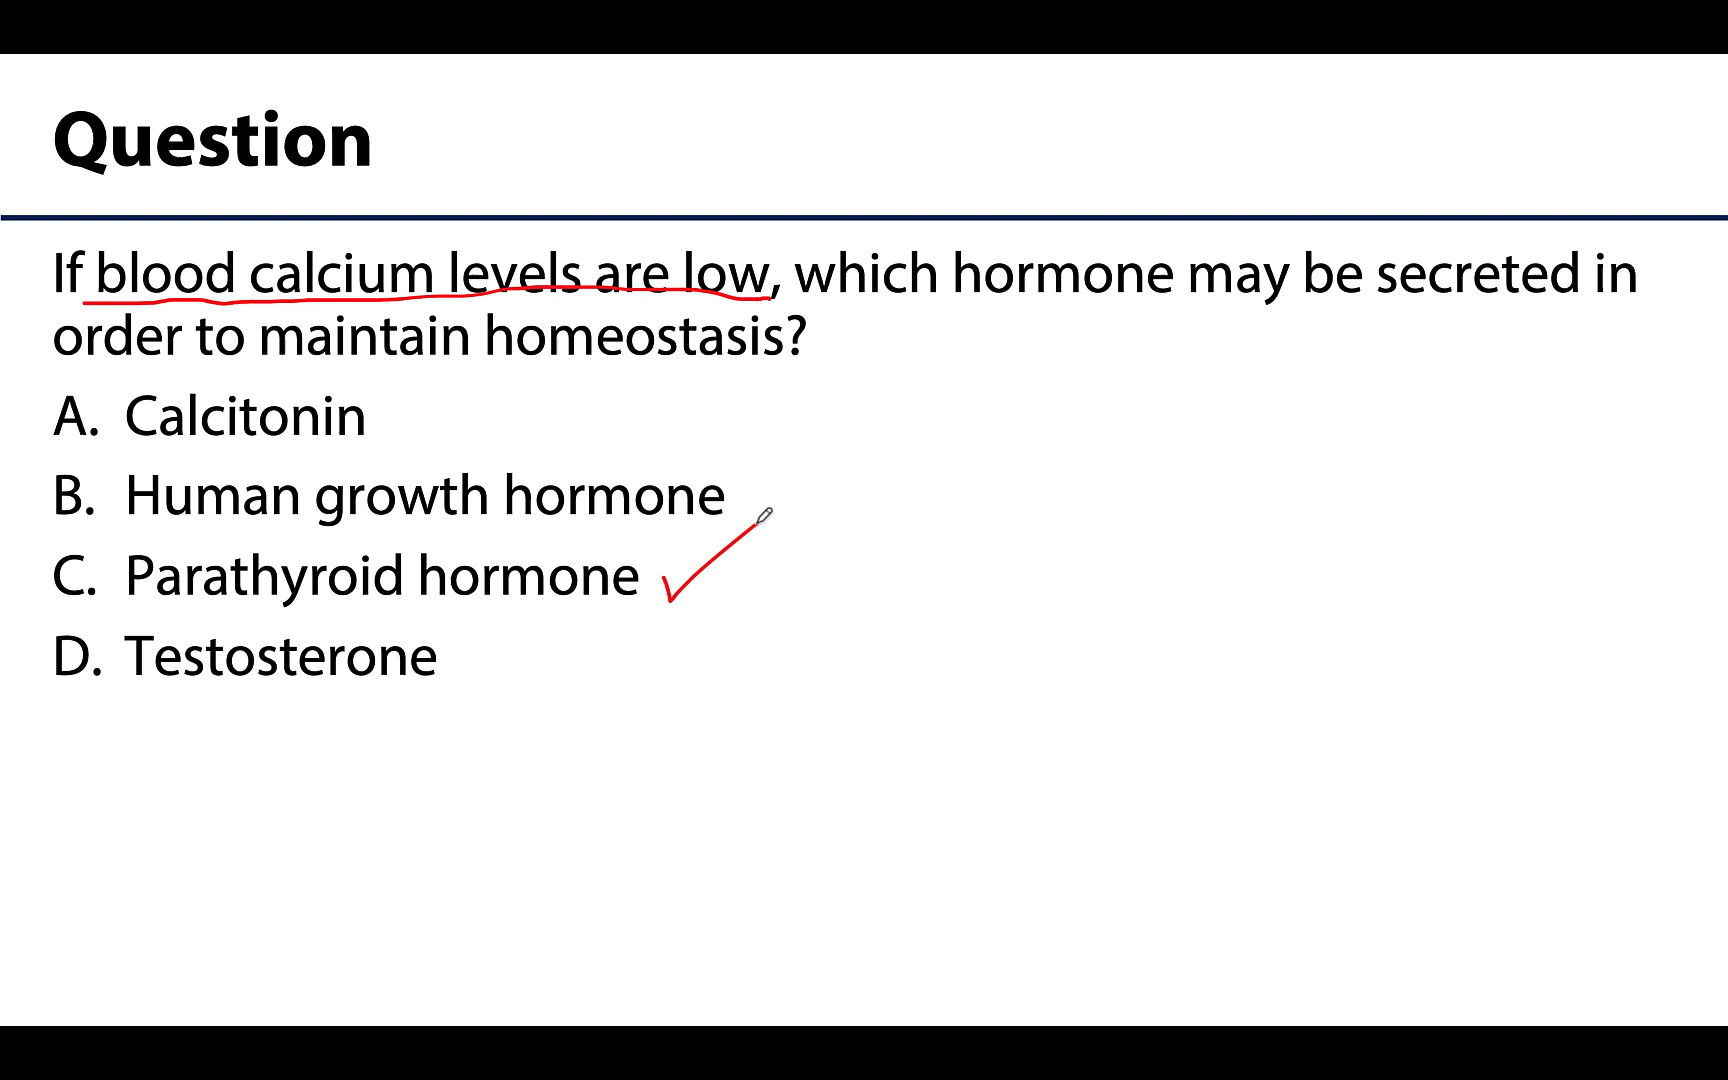 Question
If blood calcium levels are low, which hormone may be secreted in
order to maintain homeostasis?
A. Calcitonin
B. Human growth hormone
C. Parathyroid hormone
D. Testosterone